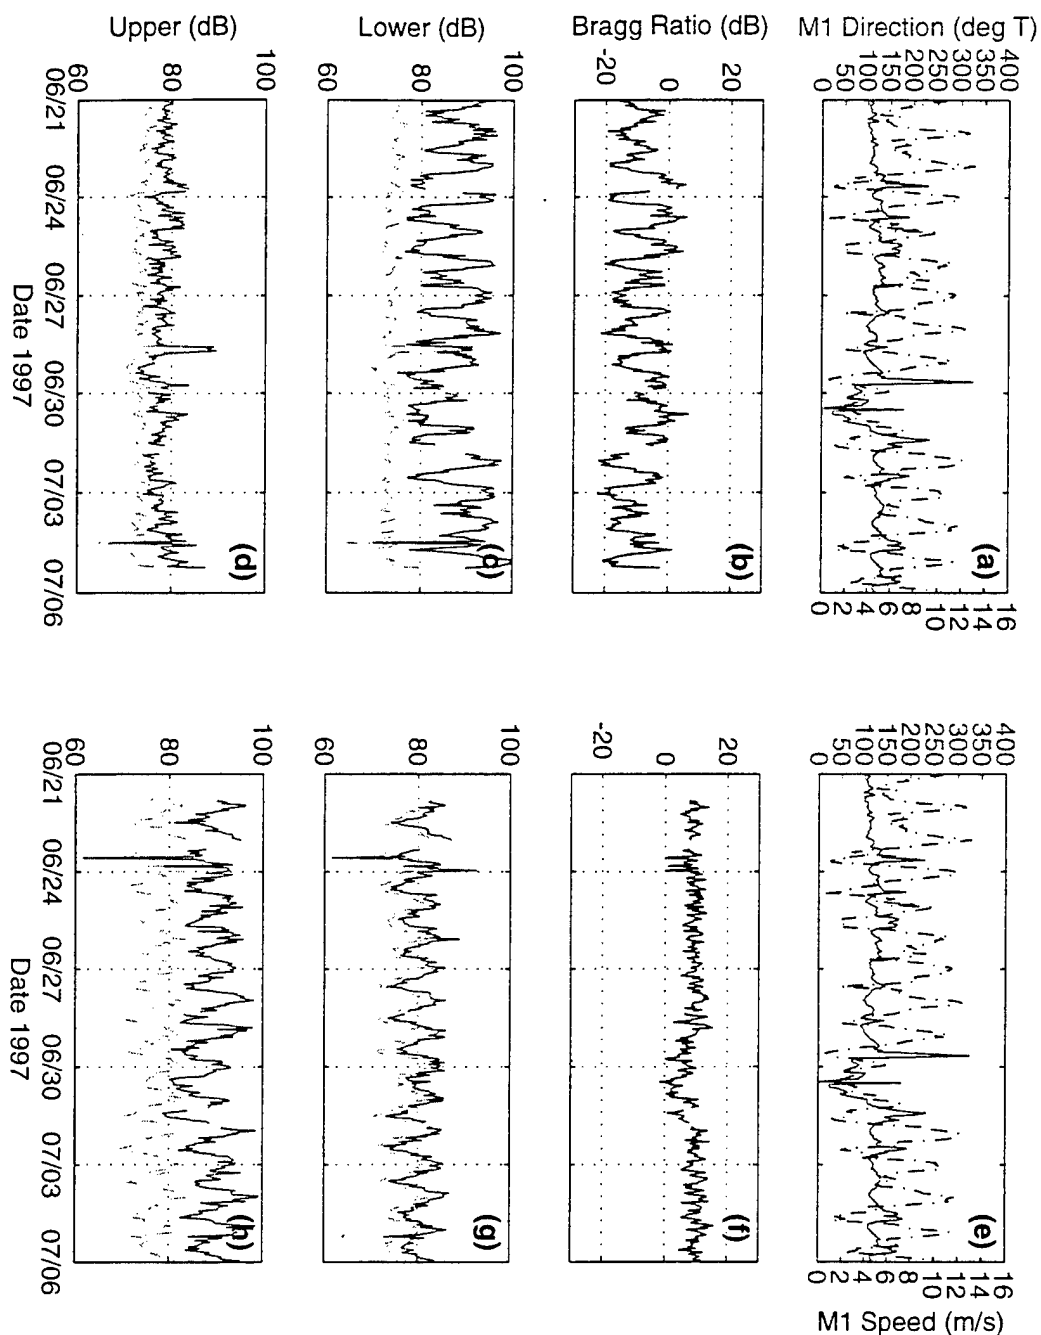 M1 Direction (deg T)
0 50 100 150 200 250 300 350 400
(a)
0 2 4 6 8 10 12 14 16
Bragg Ratio (dB)
-20 0 20
(b)
Lower (dB)
60 80 100
(c)
Upper (dB)
60 80 100
(d)
06/21 06/24 06/27 06/30 07/03 07/06
Date 1997
0 50 100 150 200 250 300 350 400
(e)
0 2 4 6 8 10 12 14 16
M1 Speed (m/s)
-20 0 20
(f)
60 80 100
(g)
60 80 100
(h)
06/21 06/24 06/27 06/30 07/03 07/06
Date 1997